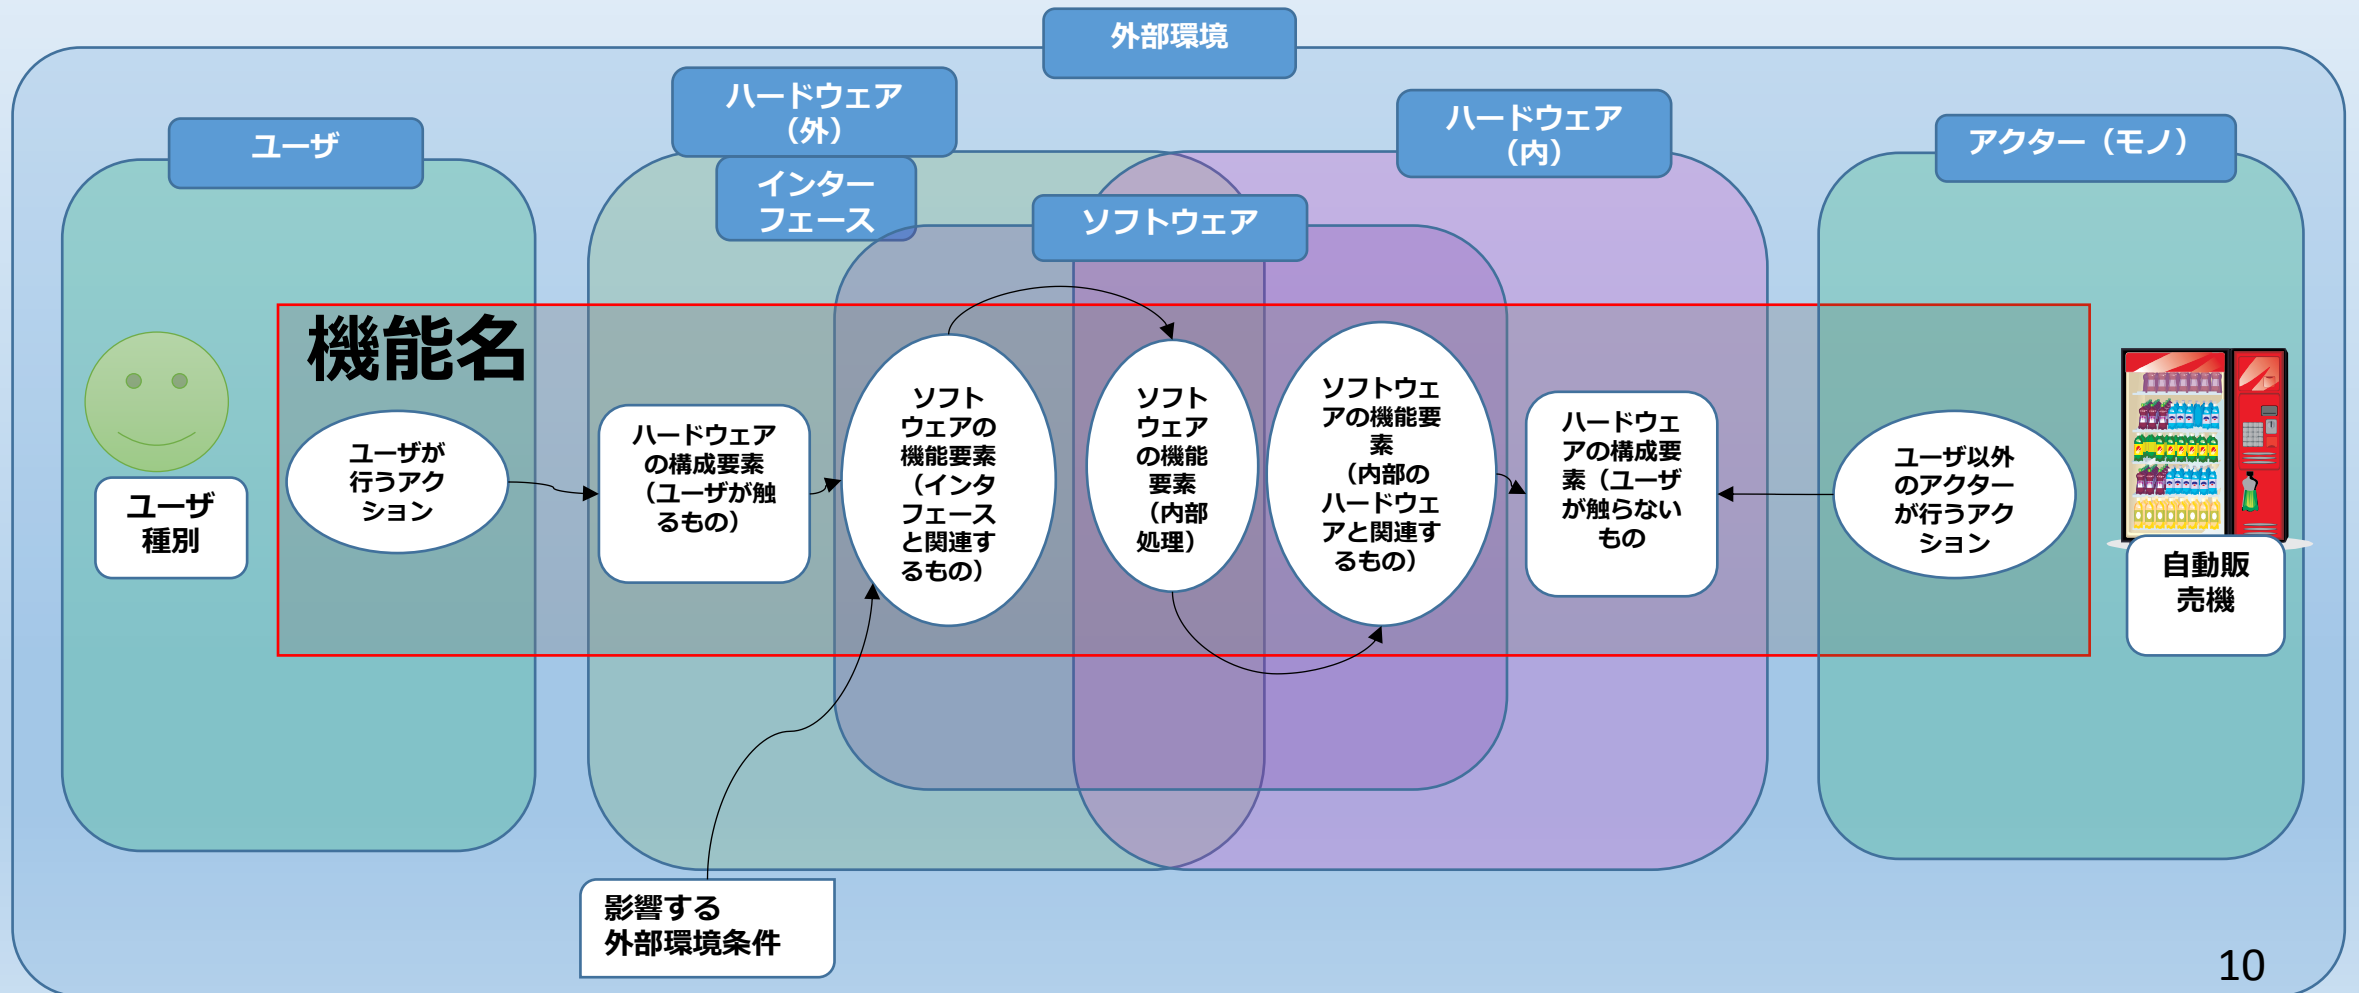 外部環境
ハードウェア
（外）
ハードウェア
（内）
ユーザ
アクター（モノ）
インター
フェース
ソフトウェア
機能名
ユーザ
種別
ユーザが
行うアク
ション
ハードウェア
の構成要素
（ユーザが触
るもの）
ソフト
ウェアの
機能要素
（インタ
フェース
と関連す
るもの）
ソフト
ウェア
の機能
要素
（内部
処理）
ソフトウェ
アの機能要
素
（内部の
ハードウェ
アと関連す
るもの）
ハードウェ
アの構成要
素（ユーザ
が触らない
もの
ユーザ以外
のアクター
が行うアク
ション
自動販
売機
影響する
外部環境条件
10